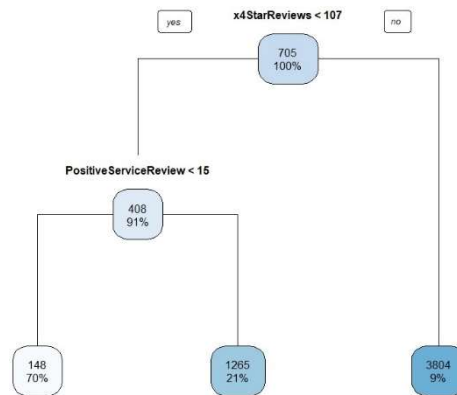 yes
x4StarReviews < 107
no
705
100%
PositiveServiceReview < 15
408
91%
148
70%
1265
21%
3804
9%